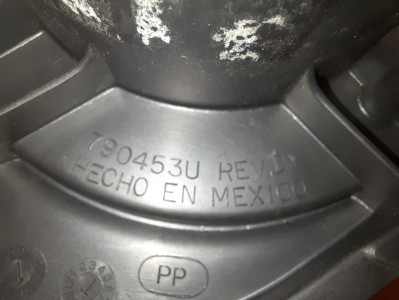 790453U REV.D
HECHO EN MEXICO
PP